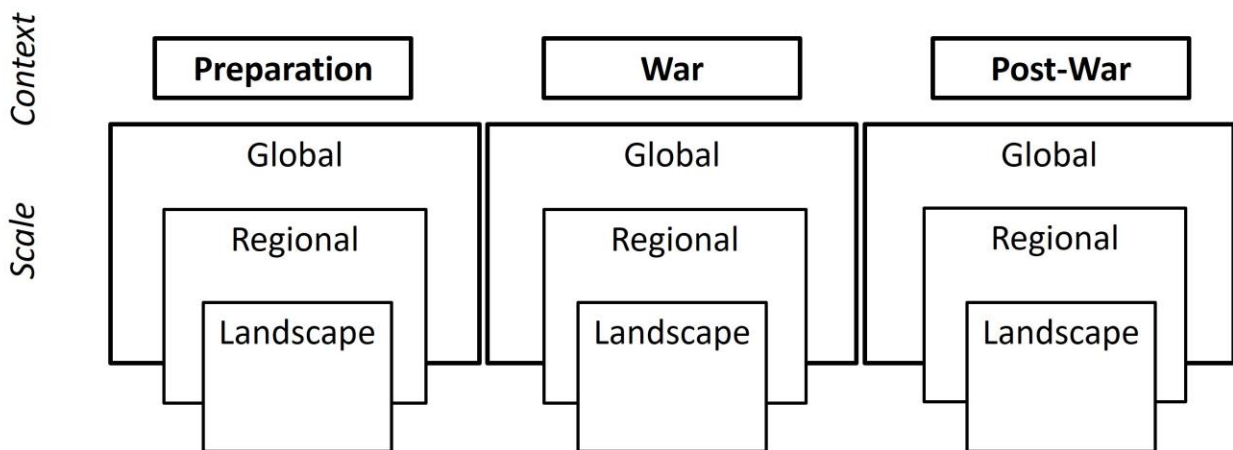 Context
Preparation
War
Post-War
Scale
Global
Global
Global
Regional
Regional
Regional
Landscape
Landscape
Landscape